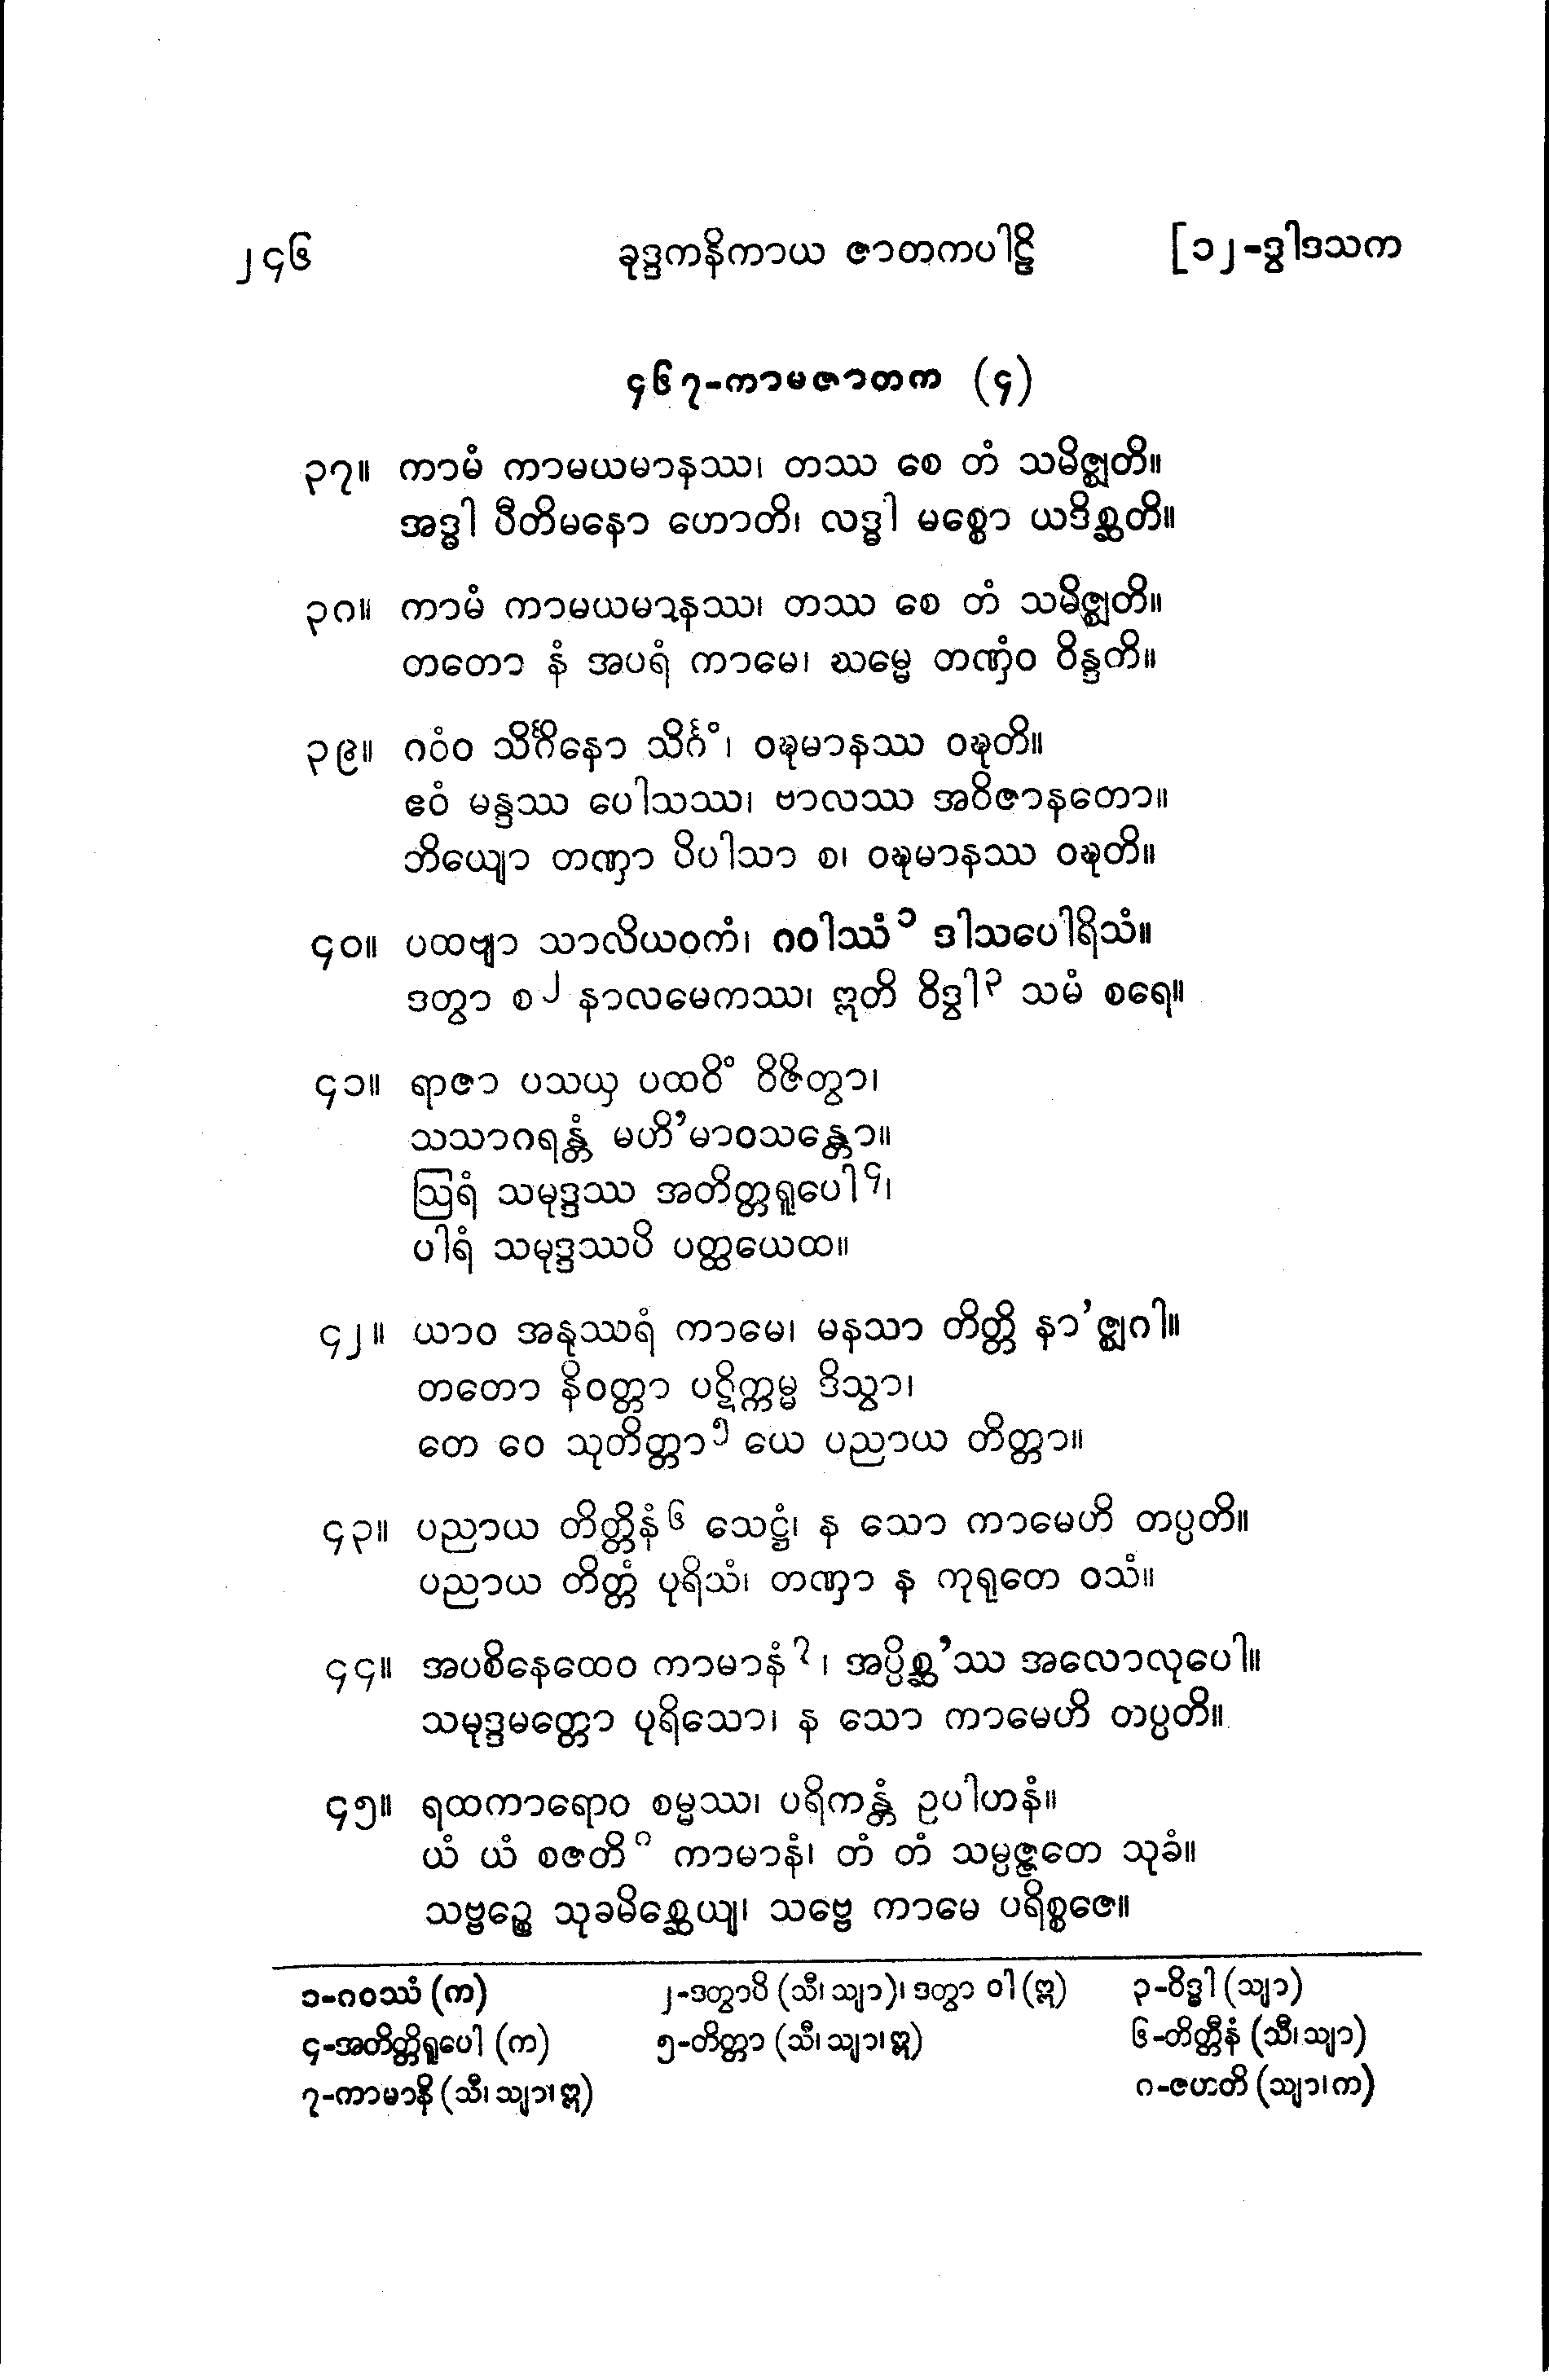 ၂၄၆ ခုဒ္ဒကနိကာယ ဇာတကပါဠိ [၁၂-ဒွါဒသက
၄၆၇-ကာမဇာတက (၄)
၃၇။ ကာမံ ကာမယမာနဿ၊ တဿ စေ တံ သမိဇ္ဈတိ။
အဒ္ဓါ ပီတိမနော ဟောတိ၊ လဒ္ဓါ မစ္စော ယဒိစ္ဆတိ။
၃၈။ ကာမံ ကာမယမာနဿ၊ တဿ စေ တံ သမိဇ္ဈတိ။
တတော နံ အပရံ ကာမေ၊ ဃမ္မေ တဏှံဝ ဝိန္ဒတိ။
၃၉။ ဂဝံဝ သိင်္ဂိနော သိင်္ဂံ၊ ဝဍ္ဎမာနဿ ဝဍ္ဎတိ။
ဧဝံ မန္ဒဿ ပေါသဿ၊ ဗာလဿ အဝိဇာနတော။
ဘိယျော တဏှာ ပိပါသာ စ၊ ဝဍ္ဎမာနဿ ဝဍ္ဎတိ။
၄၀။ ပထဗျာ သာလိယဝကံ၊ ဂဝါဿံ၁ ဒါသပေါရိသံ။
ဒတွာ စ၂ နာလမေကဿ၊ ဣတိ ဝိဒွါ၃ သမံ စရေ။
၄၁။ ရာဇာ ပသယှ ပထဝိံ ဝိဇိတွာ၊
သသာဂရန္တံ မဟိ’မာဝသန္တော။
ဩရံ သမုဒ္ဒဿ အတိတ္တရူပေါ၄၊
ပါရံ သမုဒ္ဒဿပိ ပတ္ထယေထ။
၄၂။ ယာဝ အနုဿရံ ကာမေ၊ မနသာ တိတ္တိ နာ’ဇ္ဈဂါ။
တတော နိဝတ္တာ ပဋိက္ကမ္မ ဒိသွာ၊
တေ ဝေ သုတိတ္တာ၅ ယေ ပညာယ တိတ္တာ။
၄၃။ ပညာယ တိတ္တိနံ၆ သေဋ္ဌံ၊ န သော ကာမေဟိ တပ္ပတိ။
ပညာယ တိတ္တံ ပုရိသံ၊ တဏှာ န ကုရုတေ ဝသံ။
၄၄။ အပစိနေထေဝ ကာမာနံ၇၊ အပ္ပိစ္ဆ’ဿ အလောလုပေါ။
သမုဒ္ဒမတ္တော ပုရိသော၊ န သော ကာမေဟိ တပ္ပတိ။
၄၅။ ရထကာရောဝ စမ္မဿ၊ ပရိကန္တံ ဥပါဟနံ။
ယံ ယံ စဇတိ၈ ကာမာနံ၊ တံ တံ သမ္ပဇ္ဇတေ သုခံ။
သဗ္ဗဉ္စေ သုခမိစ္ဆေယျ၊ သဗ္ဗေ ကာမေ ပရိစ္စဇေ။
၁-ဂဝဿံ (က) ၂-ဒတွာပိ (သီ၊ သျာ)၊ ဒတွာ ဝါ (ဣ) ၃-ဝိဒ္ဓါ (သျာ)
၄-အတိတ္တိရူပေါ (က) ၅-တိတ္တာ (သီ၊ သျာ၊ ဣ) ၆-တိတ္တီနံ (သီ၊ သျာ)
၇-ကာမာနိ (သီ၊ သျာ၊ ဣ) ၈-ဇဟတိ (သျာ၊ က)